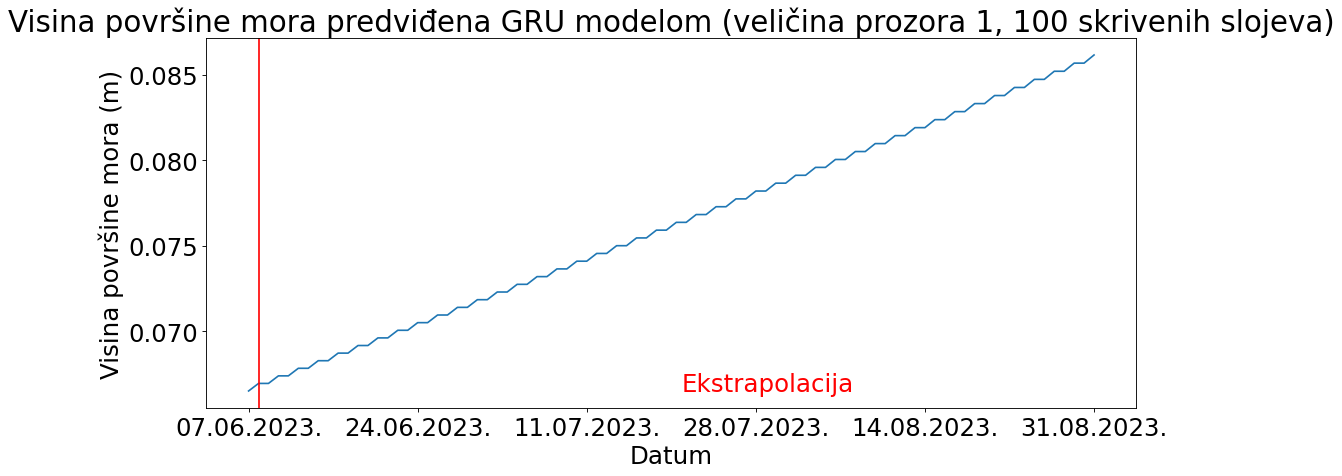 Visina površine mora predviđena GRU modelom (veličina prozora 1, 100 skrivenih slojeva)
Visina površine mora (m)
0.085
0.080
0.075
0.070
Ekstrapolacija
07.06.2023. 24.06.2023. 11.07.2023. 28.07.2023. 14.08.2023. 31.08.2023.
Datum